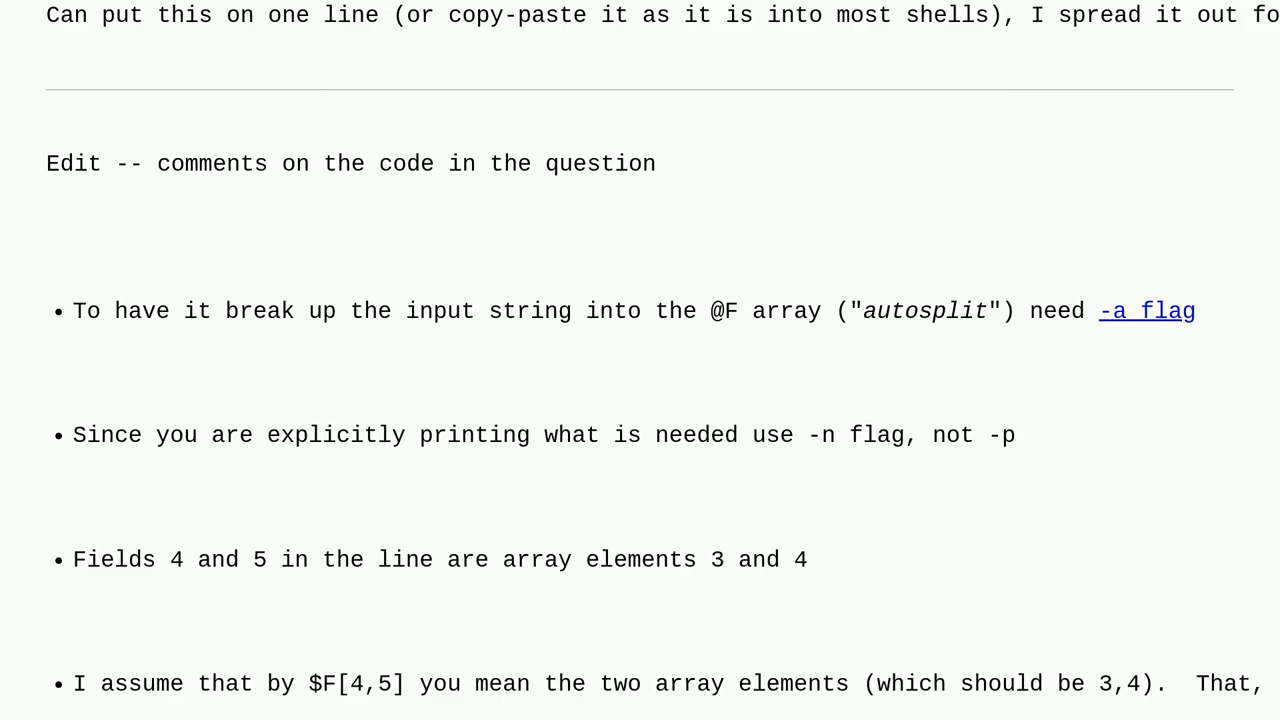 Can put this on one line (or copy-paste it as it is into most shells), I spread it out
Edit -- comments on the code in the question
• To have it break up the input string into the @F array ("autosplit") need -a flag
• Since you are explicitly printing what is needed use -n flag, not -p
• Fields 4 and 5 in the line are array elements 3 and 4
• I assume that by $F[4,5] you mean the two array elements (which should be 3,4).  That,